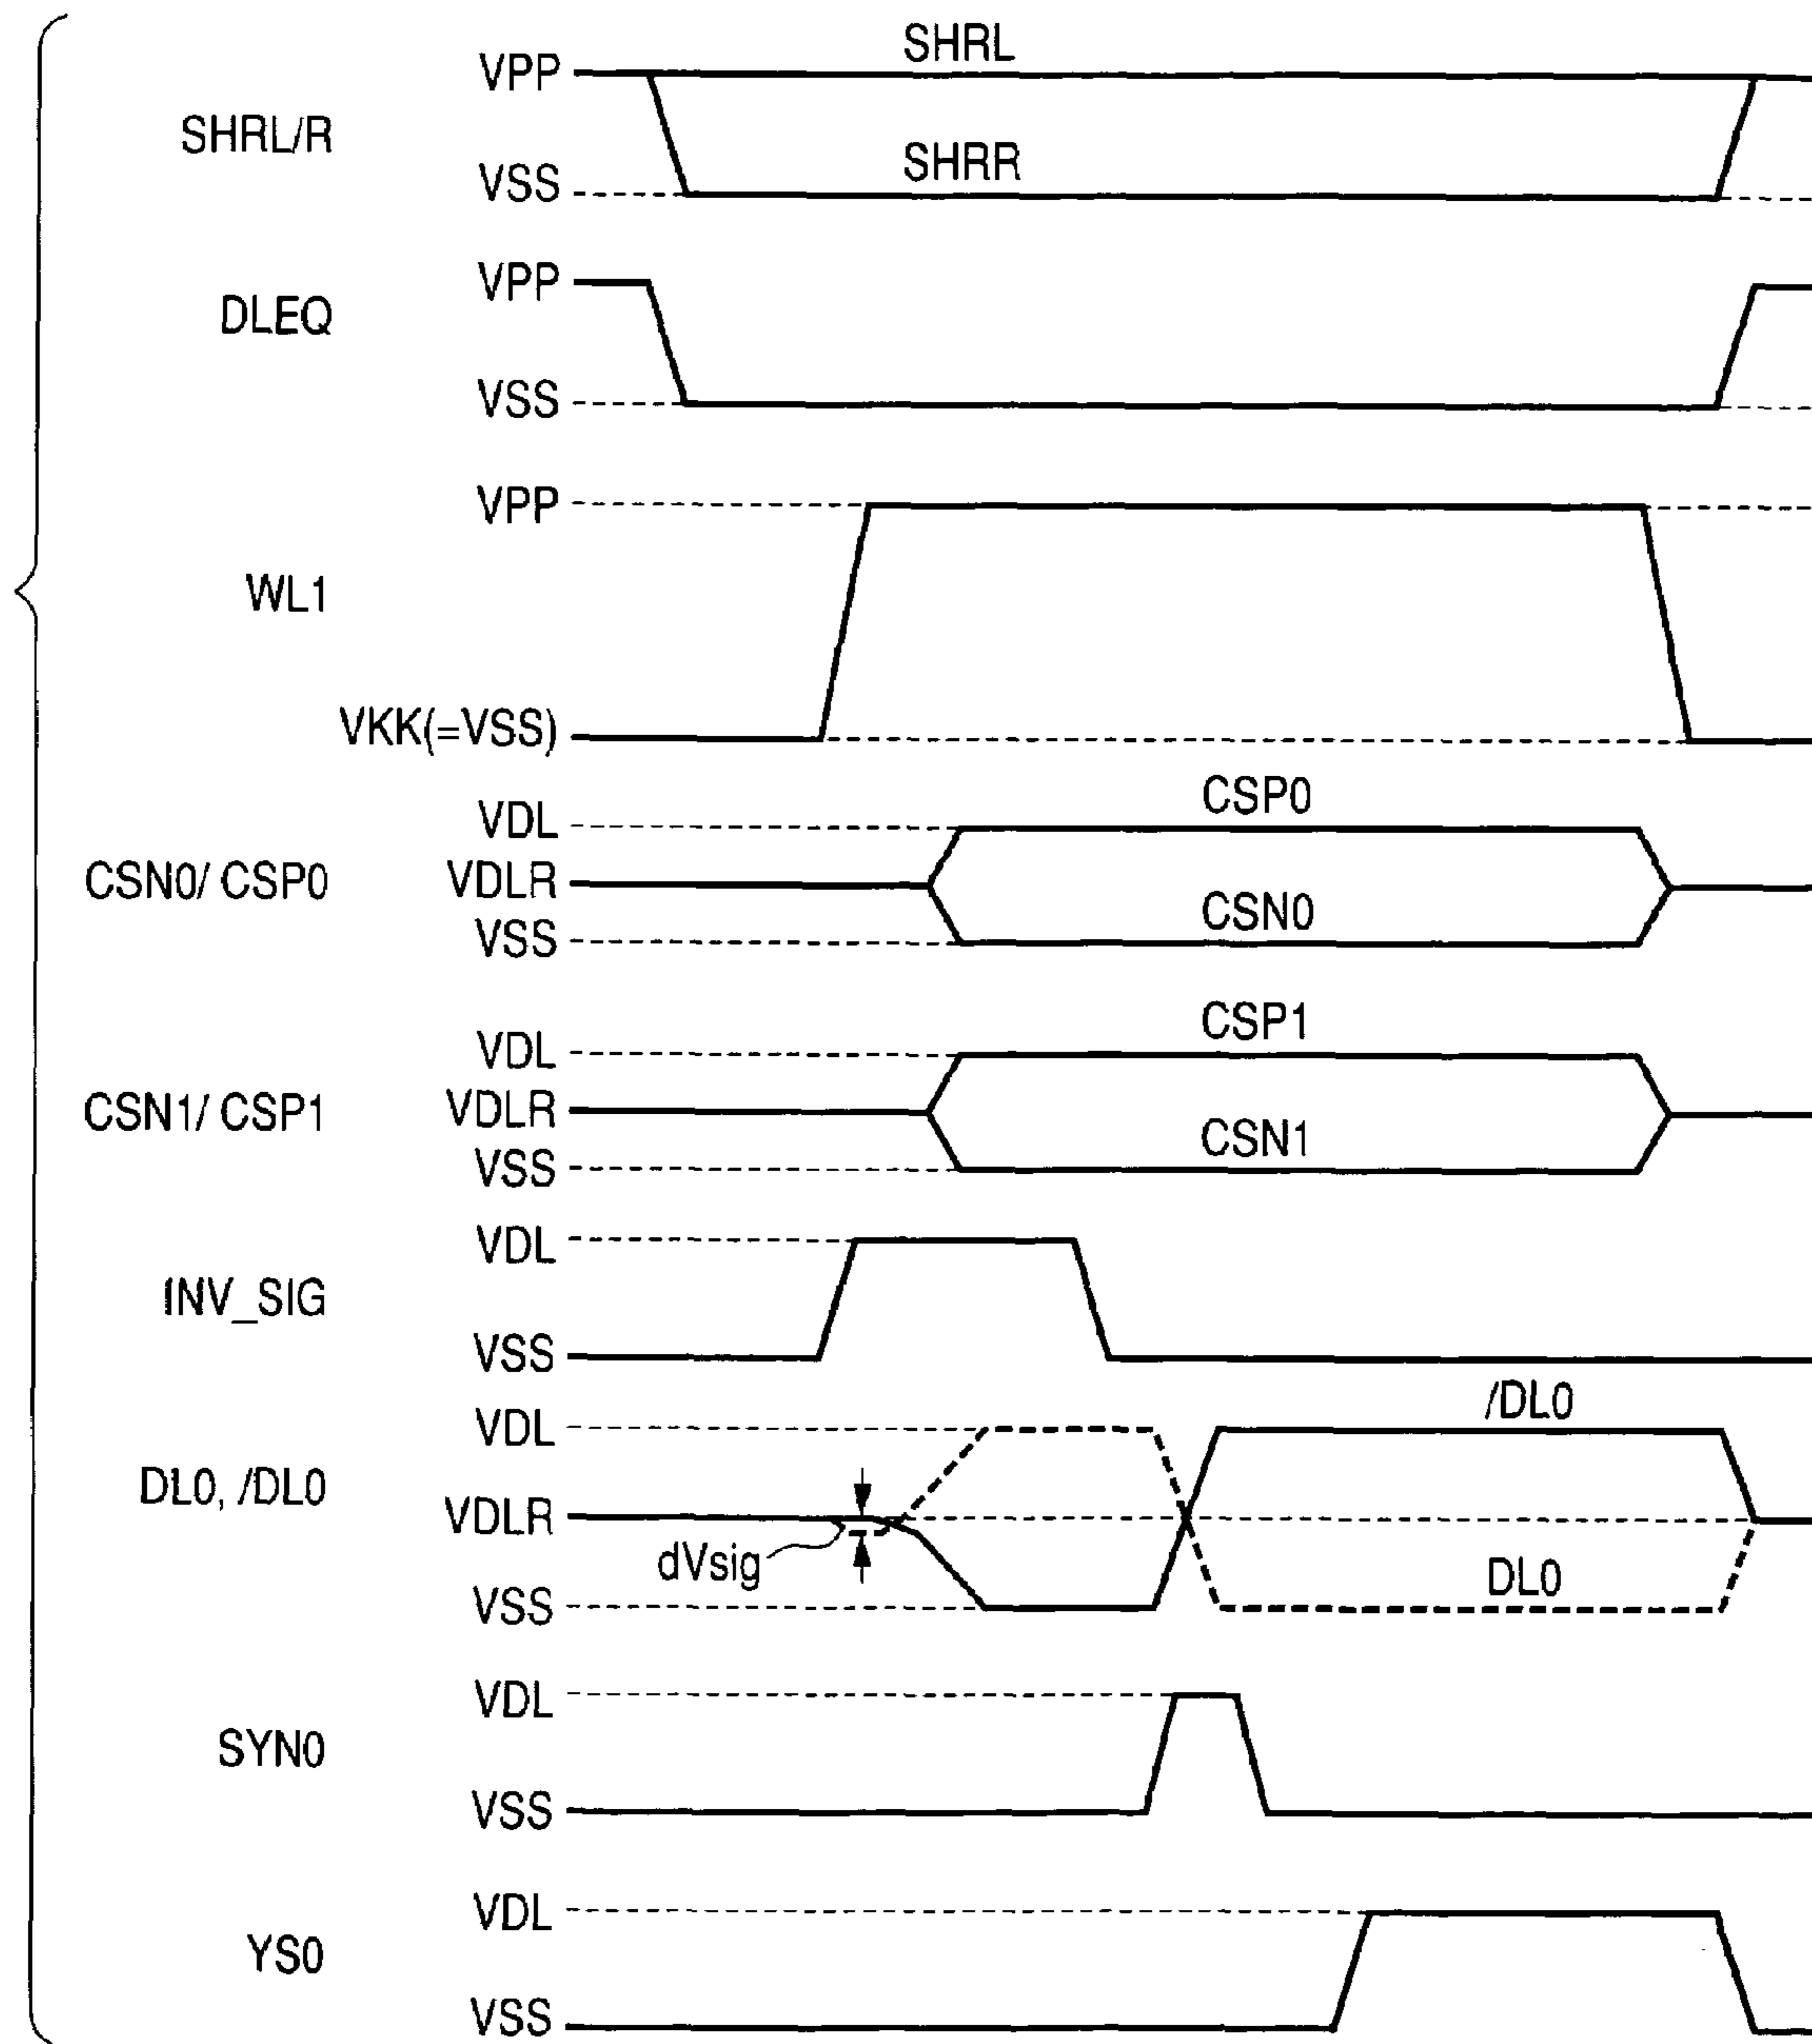 SHRL
VPP
SHRL/R
SHRR
VSS
VPP
DLEQ
VSS
VPP
WL1
VKK(=VSS)
CSP0
VDL
CSN0/ CSP0
VDLR
CSN0
VSS
CSP1
VDL
CSN1/ CSP1
VDLR
CSN1
VSS
VDL
INV_SIG
VSS
/DL0
VDL
DL0, /DL0
VDLR
dVsig
DL0
VSS
VDL
SYN0
VSS
VDL
YS0
VSS